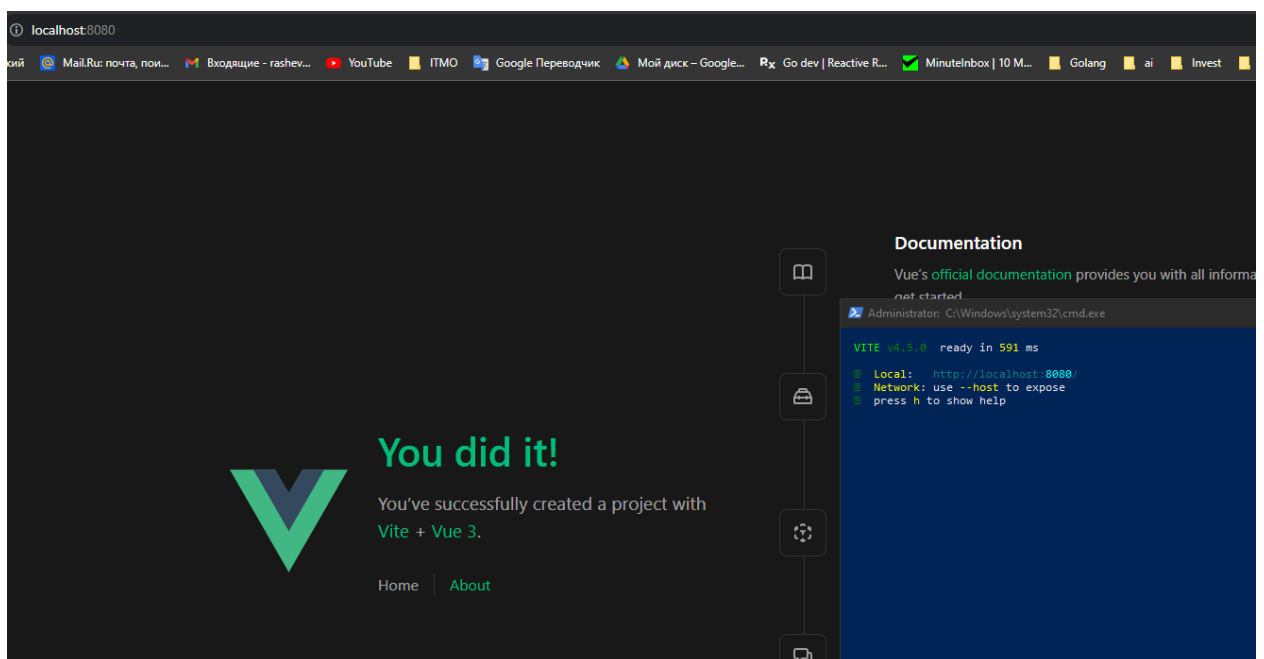 localhost:8080
кий Mail.Ru: почта, пои... Входящие - rashev... YouTube ITMO Google Переводчик Мой диск – Google... Go dev | Reactive R... MinuteInbox | 10 M... Golang ai Invest
Documentation
Vue's official documentation provides you with all informa
get started.
Administrator: C:\Windows\system32\cmd.exe
VITE v4.5.0 ready in 591 ms
Local: http://localhost:8080/
Network: use --host to expose
press h to show help
You did it!
You've successfully created a project with
Vite + Vue 3.
Home About